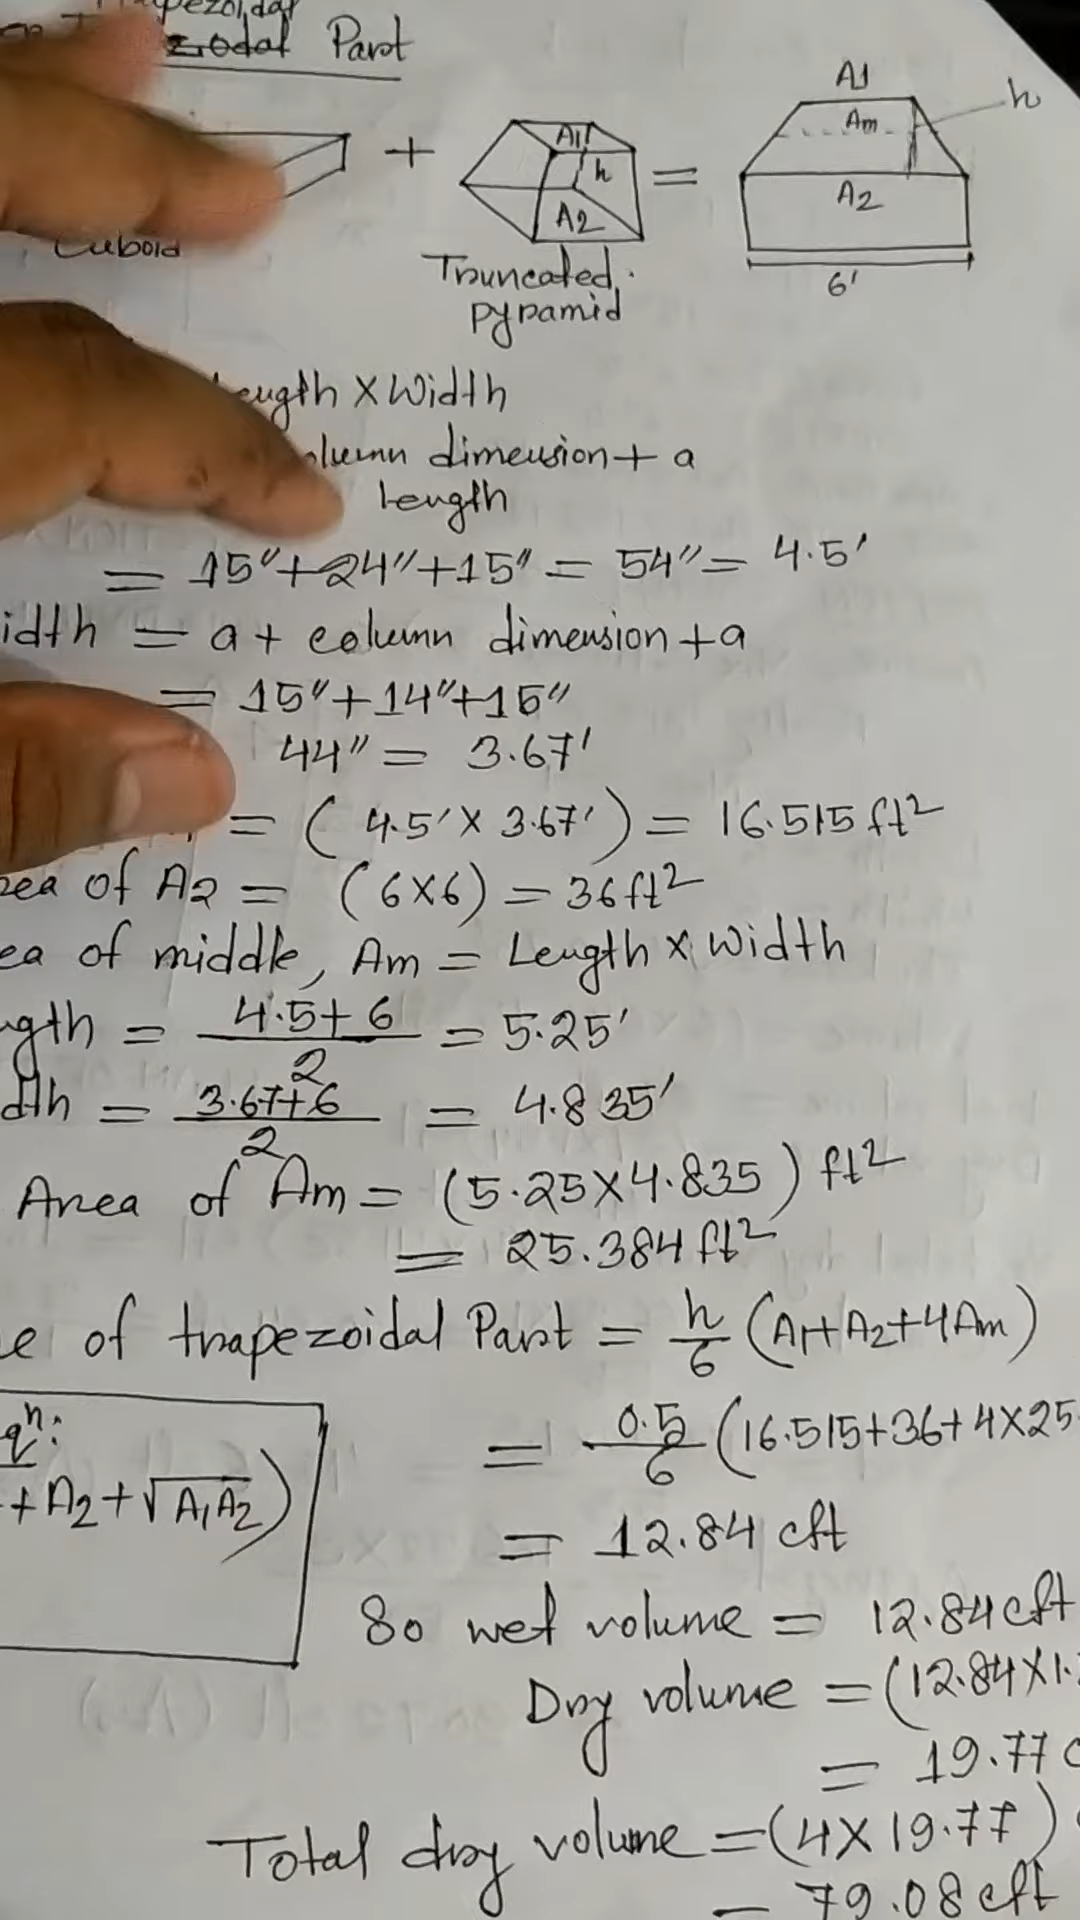 Trapezoidal
Part
A1
Am
h
A2
6'
+
A1
h
A2
=
Cuboid
Truncated
pyramid
Length X Width
column dimension + a
Length
= 15"+24"+15" = 54" = 4.5'
idth = a + column dimension + a
= 15"+14"+15"
44" = 3.67'
= ( 4.5' X 3.67' ) = 16.515 ft²
rea of A2 = (6X6) = 36ft²
ea of middle, Am = Length X Width
ngth = 4.5+6 / 2 = 5.25'
dth = 3.67+6 / 2 = 4.835'
Area of Am = (5.25X4.835) ft²
= 25.384 ft²
e of trapezoidal Part = h/6 (A1+A2+4Am)
qⁿ:
+A2+√A1A2)
= 0.5/6 (16.515+36+4X25.
= 12.84 cft
So wet volume = 12.84 cft
Dry volume = (12.84X1.
= 19.77 c
Total dry volume = (4X19.77)
= 79.08 cft